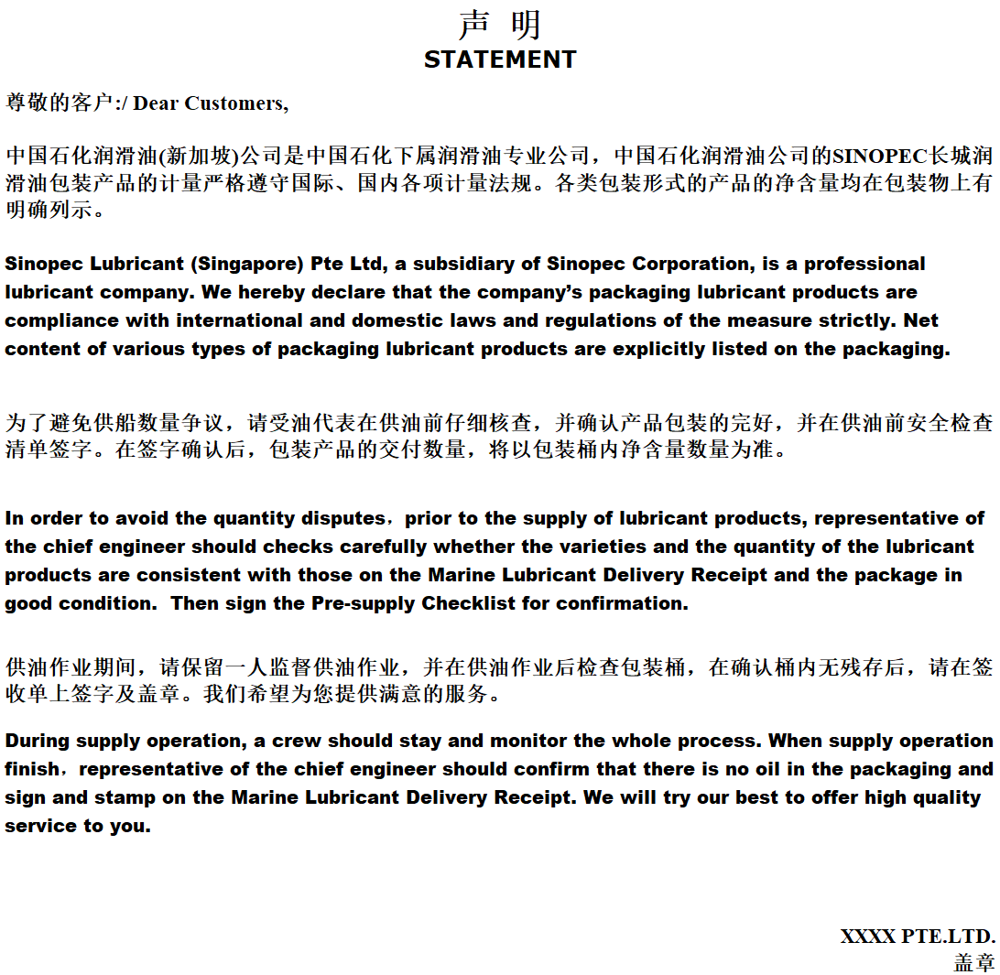 声 明
STATEMENT
尊敬的客户:/ Dear Customers,
中国石化润滑油(新加坡)公司是中国石化下属润滑油专业公司，中国石化润滑油公司的SINOPEC长城润
滑油包装产品的计量严格遵守国际、国内各项计量法规。各类包装形式的产品的净含量均在包装物上有
明确列示。
Sinopec Lubricant (Singapore) Pte Ltd, a subsidiary of Sinopec Corporation, is a professional
lubricant company. We hereby declare that the company’s packaging lubricant products are
compliance with international and domestic laws and regulations of the measure strictly. Net
content of various types of packaging lubricant products are explicitly listed on the packaging.
为了避免供船数量争议，请受油代表在供油前仔细核查，并确认产品包装的完好，并在供油前安全检查
清单签字。在签字确认后，包装产品的交付数量，将以包装桶内净含量数量为准。
In order to avoid the quantity disputes，prior to the supply of lubricant products, representative of
the chief engineer should checks carefully whether the varieties and the quantity of the lubricant
products are consistent with those on the Marine Lubricant Delivery Receipt and the package in
good condition.  Then sign the Pre-supply Checklist for confirmation.
供油作业期间，请保留一人监督供油作业，并在供油作业后检查包装桶，在确认桶内无残存后，请在签
收单上签字及盖章。我们希望为您提供满意的服务。
During supply operation, a crew should stay and monitor the whole process. When supply operation
finish，representative of the chief engineer should confirm that there is no oil in the packaging and
sign and stamp on the Marine Lubricant Delivery Receipt. We will try our best to offer high quality
service to you.
XXXX PTE.LTD.
盖章